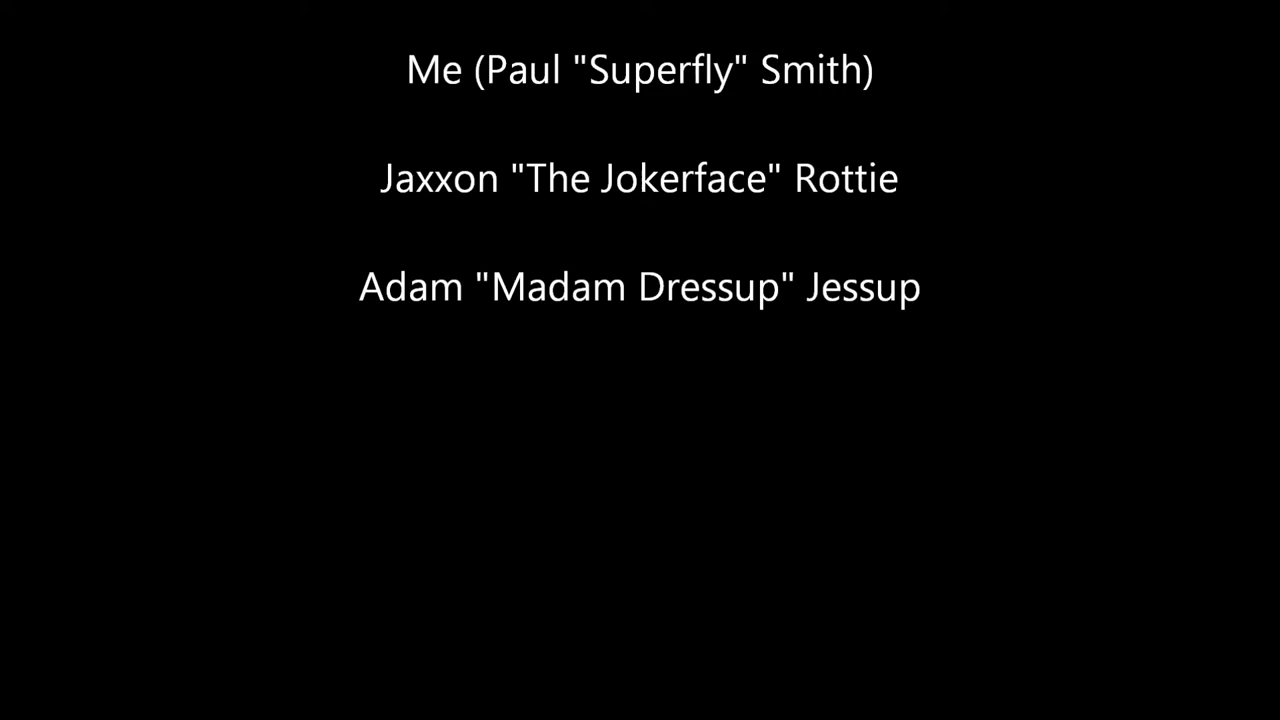 Me (Paul "Superfly" Smith)
Jaxxon "The Jokerface" Rottie
Adam "Madam Dressup" Jessup